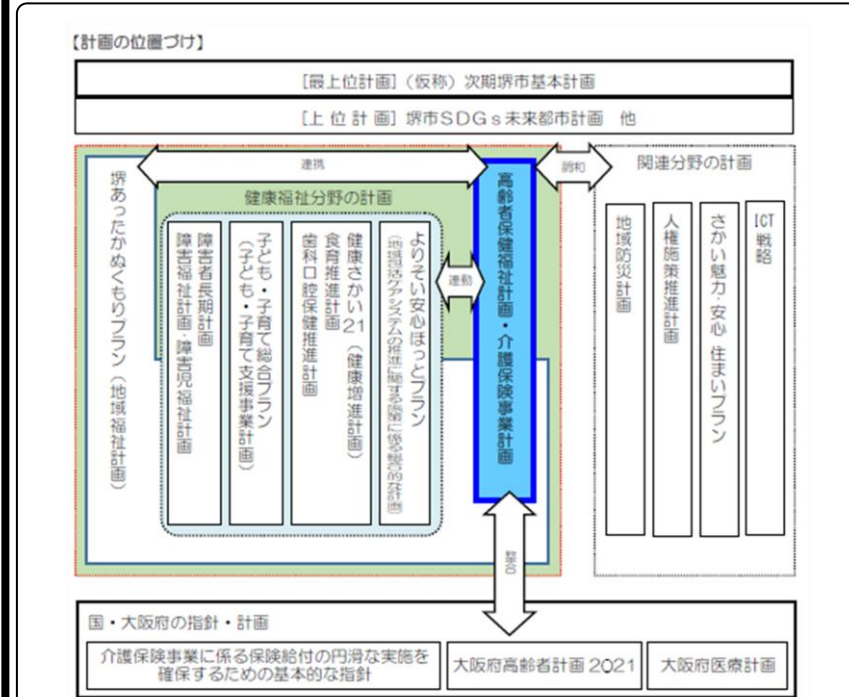 【計画の位置づけ】
［最上位計画］（仮称）次期堺市基本計画
［上 位 計 画］堺市ＳＤＧｓ未来都市計画　他
連携
調和
関連分野の計画
健康福祉分野の計画
堺あったかぬくもりプラン（地域福祉計画）
障害者長期計画
障害福祉計画・障害児福祉計画
子ども・子育て総合プラン
（子ども・子育て支援事業計画）
健康さかい21（健康増進計画）
食育推進計画
歯科口腔保健推進計画
よりそい安心ほっとプラン
（地域包括ケアシステムの推進に関する施策に係る総合的な計画）
連動
高齢者保健福祉計画・介護保険事業計画
地域防災計画
人権施策推進計画
さかい魅力・安心 住まいプラン
ICT戦略
整合
国・大阪府の指針・計画
介護保険事業に係る保険給付の円滑な実施を
確保するための基本的な指針
大阪府高齢者計画 2021
大阪府医療計画